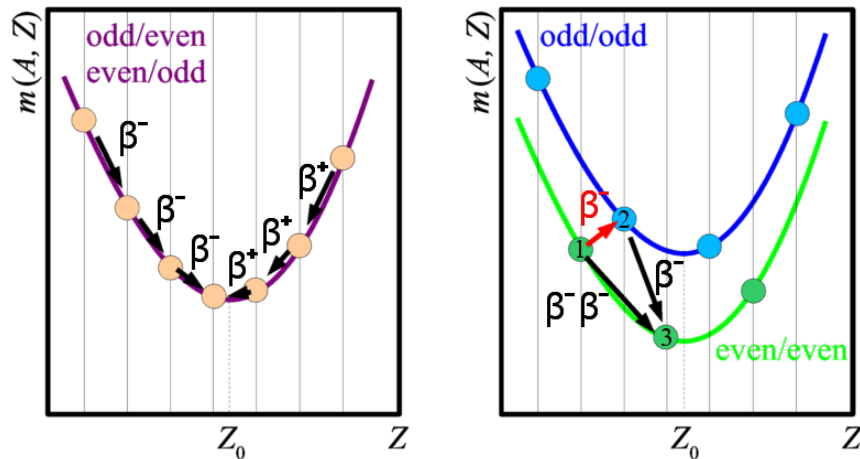 odd/even
even/odd
m(A, Z)
β⁻
β⁻
β⁻
β⁺
β⁺
β⁺
Z₀
Z
odd/odd
m(A, Z)
β⁻
2
1
β⁻
β⁻β⁻
3
even/even
Z₀
Z